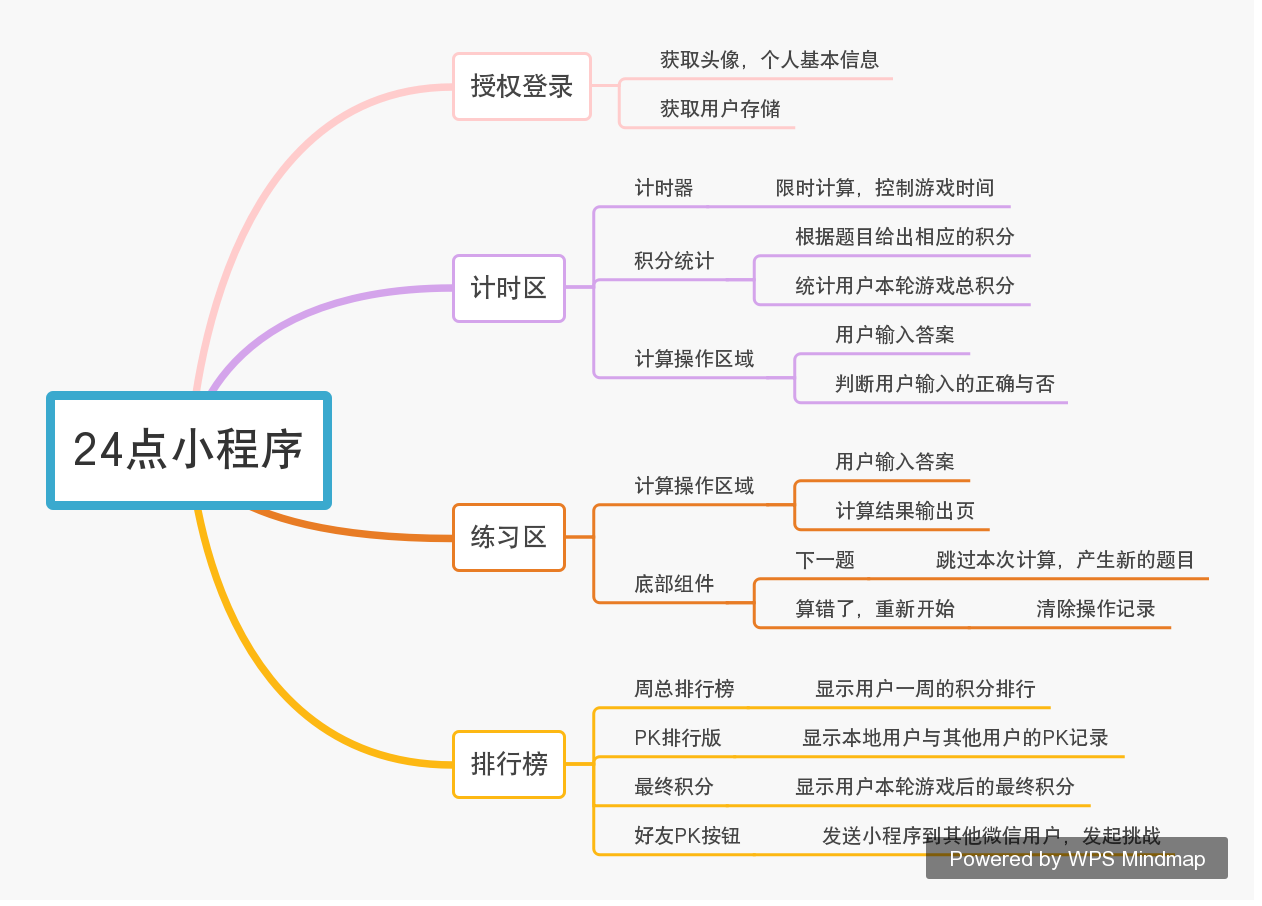 24点小程序
授权登录
获取头像，个人基本信息
获取用户存储
计时区
计时器
限时计算，控制游戏时间
积分统计
根据题目给出相应的积分
统计用户本轮游戏总积分
计算操作区域
用户输入答案
判断用户输入的正确与否
练习区
计算操作区域
用户输入答案
计算结果输出页
底部组件
下一题
跳过本次计算，产生新的题目
算错了，重新开始
清除操作记录
排行榜
周总排行榜
显示用户一周的积分排行
PK排行版
显示本地用户与其他用户的PK记录
最终积分
显示用户本轮游戏后的最终积分
好友PK按钮
发送小程序到其他微信用户，发起挑战
Powered by WPS Mindmap